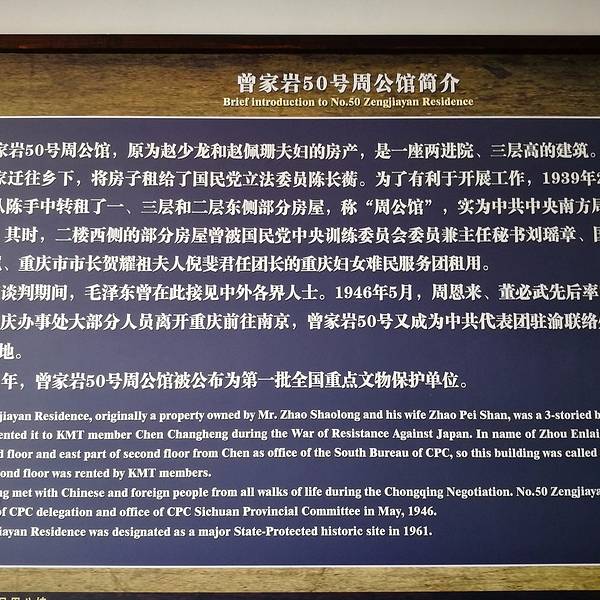 曾家岩50号周公馆简介
Brief introduction to No.50 Zengjiayan Residence
家岩50号周公馆，原为赵少龙和赵佩珊夫妇的房产，是一座两进院、三层高的建筑。
家迁往乡下，将房子租给了国民党立法委员陈长蘅。为了有利于开展工作，1939年
陈手中转租了一、三层和二层东侧部分房屋，称“周公馆”，实为中共中央南方局
其时，二楼西侧的部分房屋曾被国民党中央训练委员会委员兼主任秘书刘瑶章、
、重庆市市长贺耀祖夫人倪斐君任团长的重庆妇女难民服务团租用。
谈判期间，毛泽东曾在此接见中外各界人士。1946年5月，周恩来、董必武先后率
庆办事处大部分人员离开重庆前往南京，曾家岩50号又成为中共代表团驻渝联络
地。
年，曾家岩50号周公馆被公布为第一批全国重点文物保护单位。
jiayan Residence, originally a property owned by Mr. Zhao Shaolong and his wife Zhao Pei Shan, was a 3-storied b
ented it to KMT member Chen Changheng during the War of Resistance Against Japan. In name of Zhou Enlai
d floor and east part of second floor from Chen as office of the South Bureau of CPC, so this building was called
ond floor was rented by KMT members.
ng met with Chinese and foreign people from all walks of life during the Chongqing Negotiation. No.50 Zengjiaya
of CPC delegation and office of CPC Sichuan Provincial Committee in May, 1946.
iayan Residence was designated as a major State-Protected historic site in 1961.